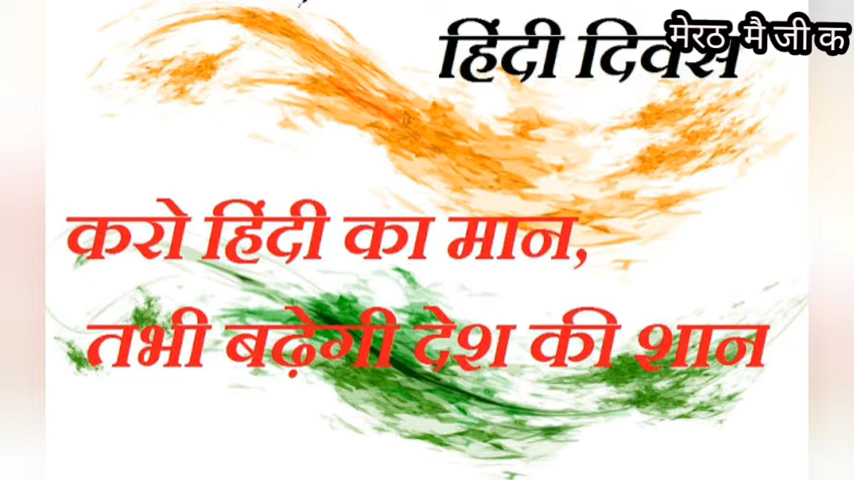 हिंदी दिवस
मेरठ मै जी क
करो हिंदी का मान,
तभी बढ़ेगी देश की शान